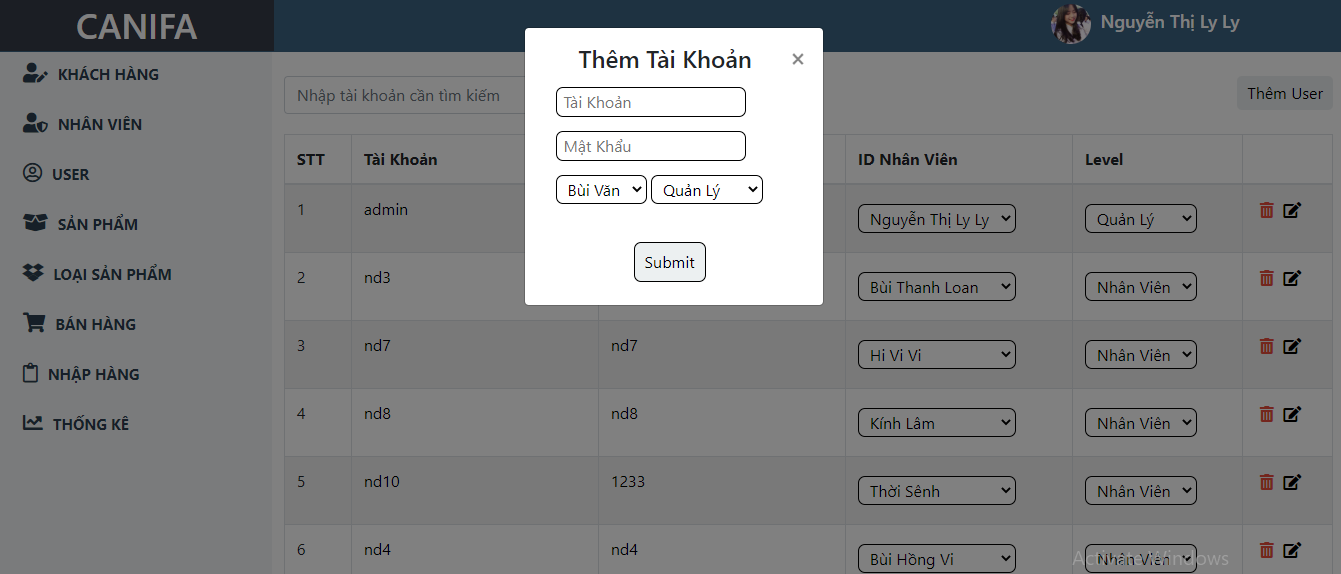 CANIFA
Nguyễn Thị Ly Ly
KHÁCH HÀNG
NHÂN VIÊN
USER
SẢN PHẨM
LOẠI SẢN PHẨM
BÁN HÀNG
NHẬP HÀNG
THỐNG KÊ
Nhập tài khoản cần tìm kiếm
Thêm User
Thêm Tài Khoản ×
Tài Khoản
Mật Khẩu
Bùi Văn Quản Lý
Submit
STT Tài Khoản ID Nhân Viên Level
1 admin Nguyễn Thị Ly Ly Quản Lý
2 nd3 Bùi Thanh Loan Nhân Viên
3 nd7 nd7 Hi Vi Vi Nhân Viên
4 nd8 nd8 Kính Lâm Nhân Viên
5 nd10 1233 Thời Sênh Nhân Viên
6 nd4 nd4 Bùi Hồng Vi Nhân Viên
Activate Windows